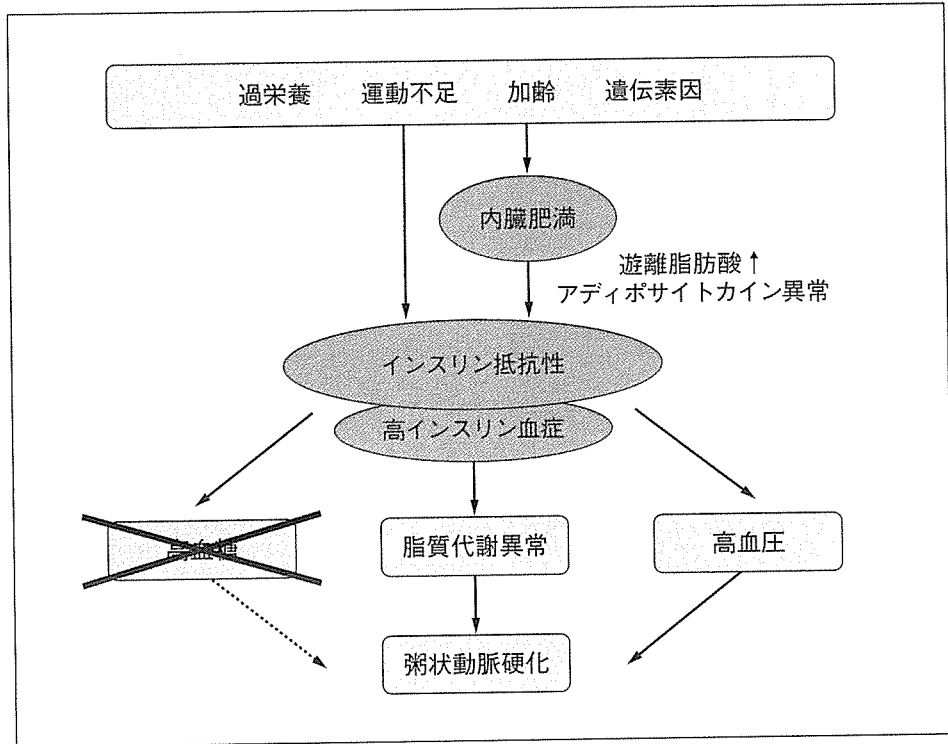 過栄養 運動不足 加齢 遺伝素因
内臓肥満
遊離脂肪酸↑
アディポサイトカイン異常
インスリン抵抗性
高インスリン血症
高血糖
脂質代謝異常
高血圧
粥状動脈硬化